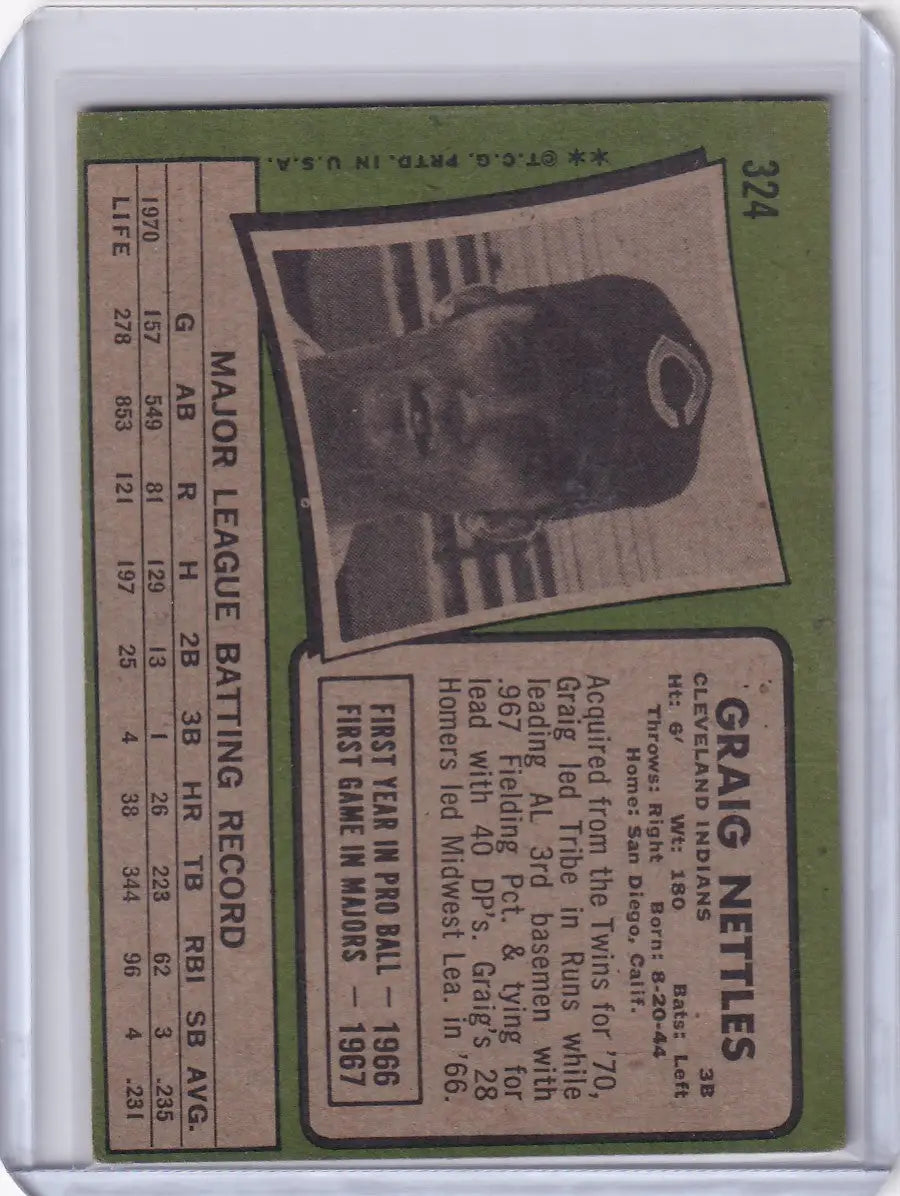 324
GRAIG NETTLES
CLEVELAND INDIANS 3B
Ht: 6' Wt: 180 Bats: Left
Throws: Right Born: 8-20-44
Home: San Diego, Calif.
Acquired from the Twins for '70,
Graig led Tribe in Runs while
leading AL 3rd basemen with
.967 Fielding Pct. & tying for
lead with 40 DP's. Graig's 28
Homers led Midwest Lea. in '66.
FIRST YEAR IN PRO BALL — 1966
FIRST GAME IN MAJORS — 1967
C
**©T.C.G. PRTD. IN U.S.A.
MAJOR LEAGUE BATTING RECORD
G AB R H 2B 3B HR TB RBI SB AVG.
1970 157 549 81 129 13 1 26 223 62 3 .235
LIFE 278 853 121 197 25 4 38 344 96 4 .231